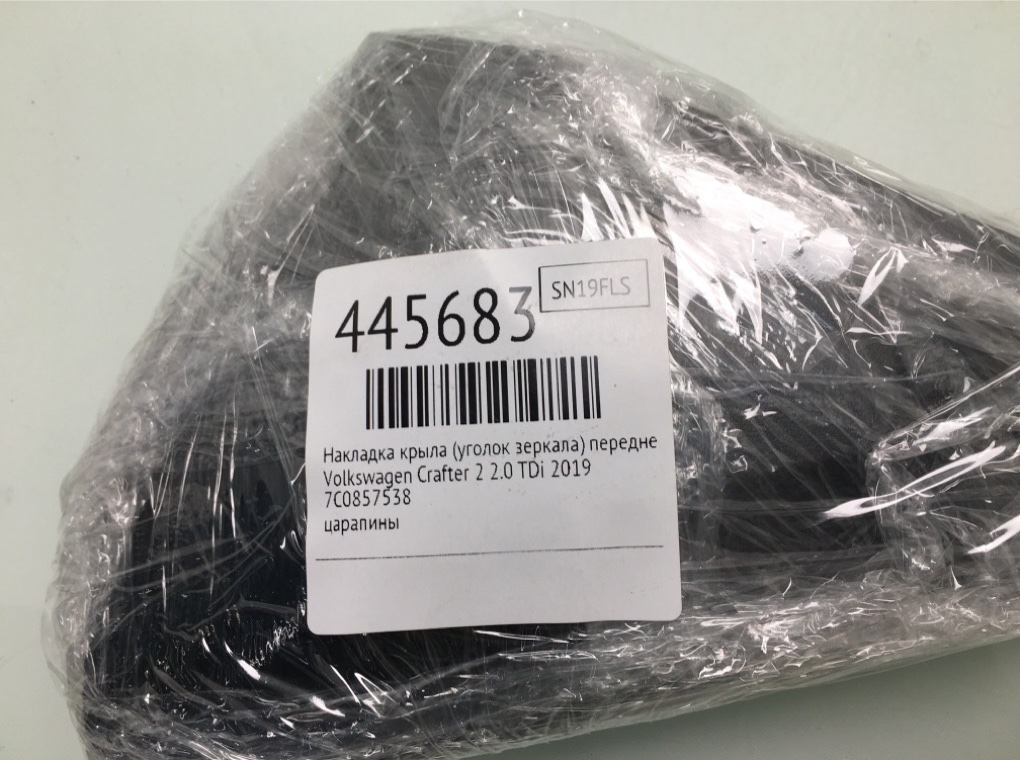 445683
SN19FLS
Накладка крыла (уголок зеркала) передне
Volkswagen Crafter 2 2.0 TDi 2019
7C0857538
царапины